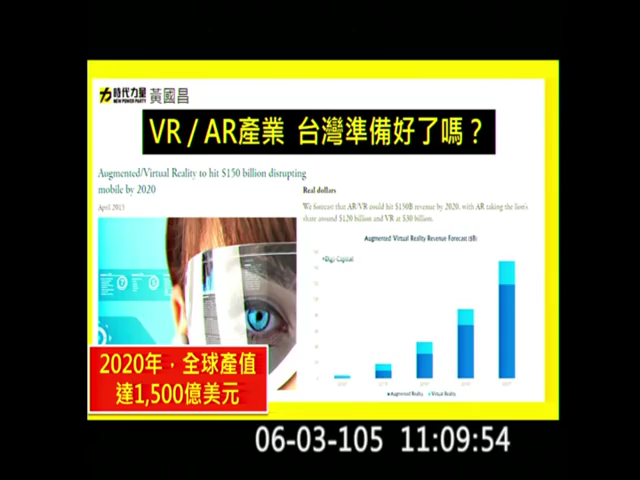 時代力量
NEW POWER PARTY
黃國昌
VR / AR產業 台灣準備好了嗎？
Augmented/Virtual Reality to hit $150 billion disrupting
mobile by 2020
April 2015
Real dollars
We forecast that AR/VR could hit $150B revenue by 2020, with AR taking the lion's
share around $120 billion and VR at $30 billion.
Augmented/Virtual Reality Revenue Forecast ($B)
Digi-Capital
Augmented Reality
Virtual Reality
2020年，全球產值
達1,500億美元
06-03-105 11:09:54